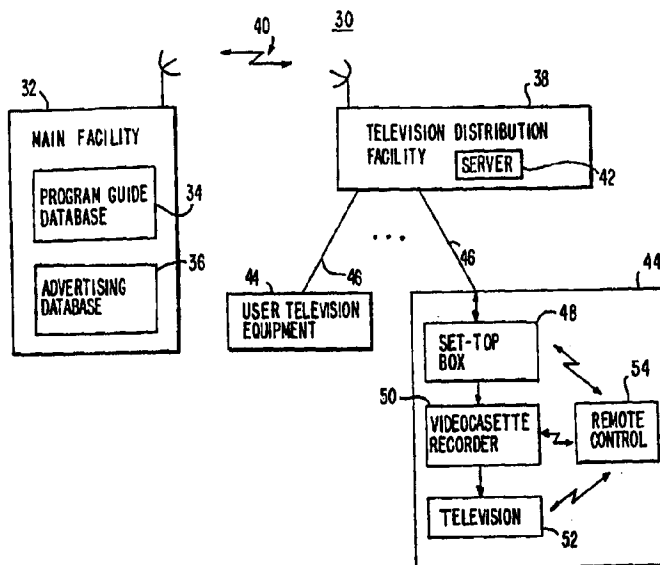 30
40
32
MAIN FACILITY
PROGRAM GUIDE
DATABASE
34
ADVERTISING
DATABASE
36
38
TELEVISION DISTRIBUTION
FACILITY
SERVER
42
...
46
46
44
USER TELEVISION
EQUIPMENT
44
48
SET-TOP
BOX
50
VIDEOCASETTE
RECORDER
54
REMOTE
CONTROL
TELEVISION
52